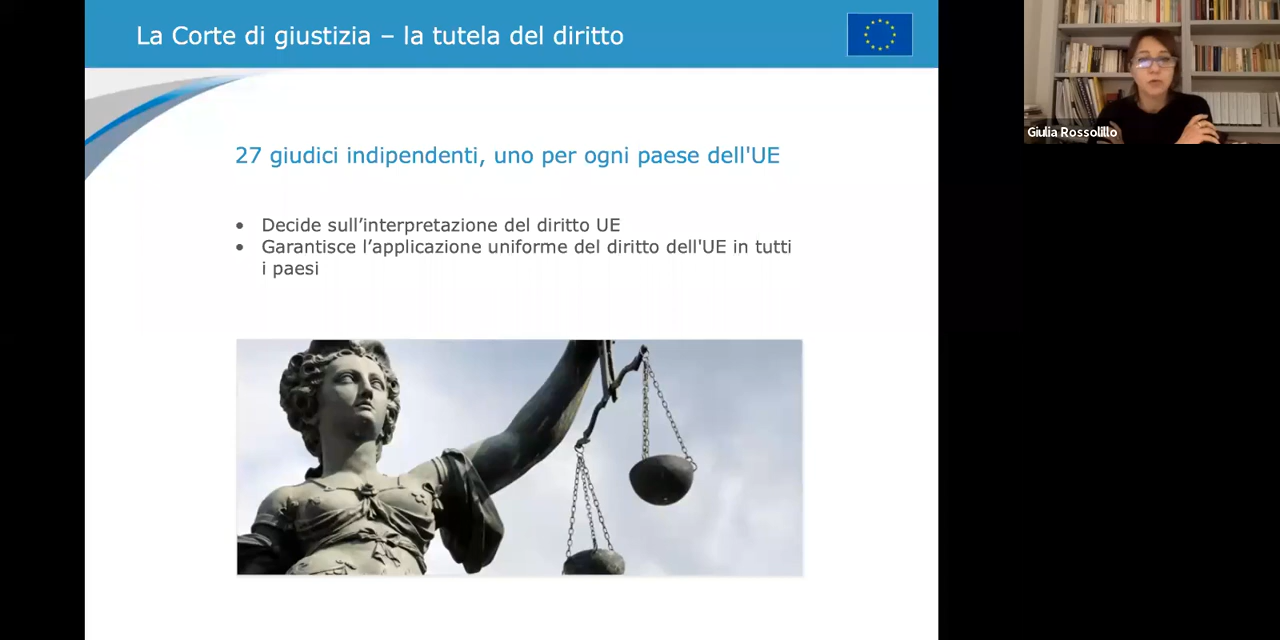 La Corte di giustizia – la tutela del diritto
Giulia Rossolillo
27 giudici indipendenti, uno per ogni paese dell'UE
• Decide sull’interpretazione del diritto UE
• Garantisce l’applicazione uniforme del diritto dell'UE in tutti
i paesi